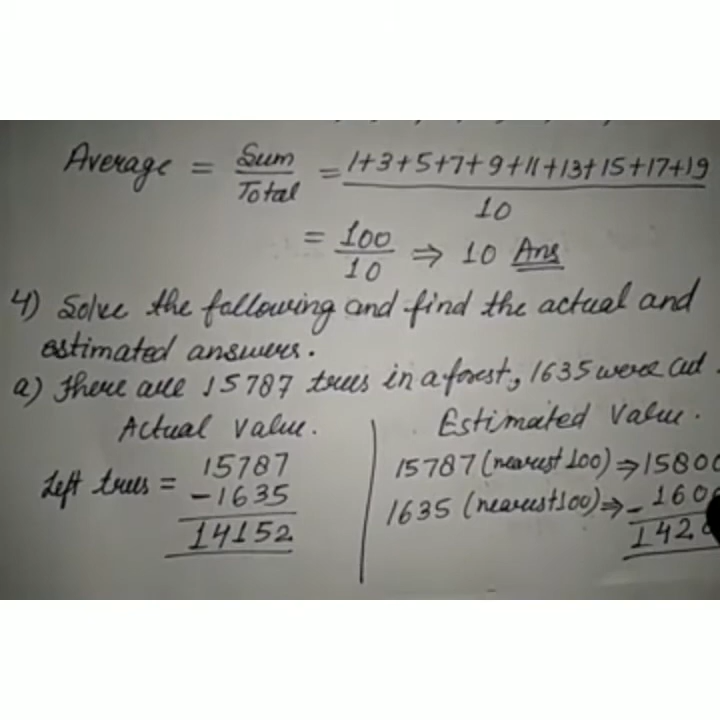 Average = Sum/Total = 1+3+5+7+9+11+13+15+17+19/10
= 100/10 ⇒ 10 Ans
4) Solve the following and find the actual and
estimated answers.
a) There are 15787 trees in a forest, 1635 were cut.
Actual Value. Estimated Value.
Left trees = 15787 15787 (nearest 100) ⇒ 1580
-1635 1635 (nearest 100) ⇒ - 160
14152 142